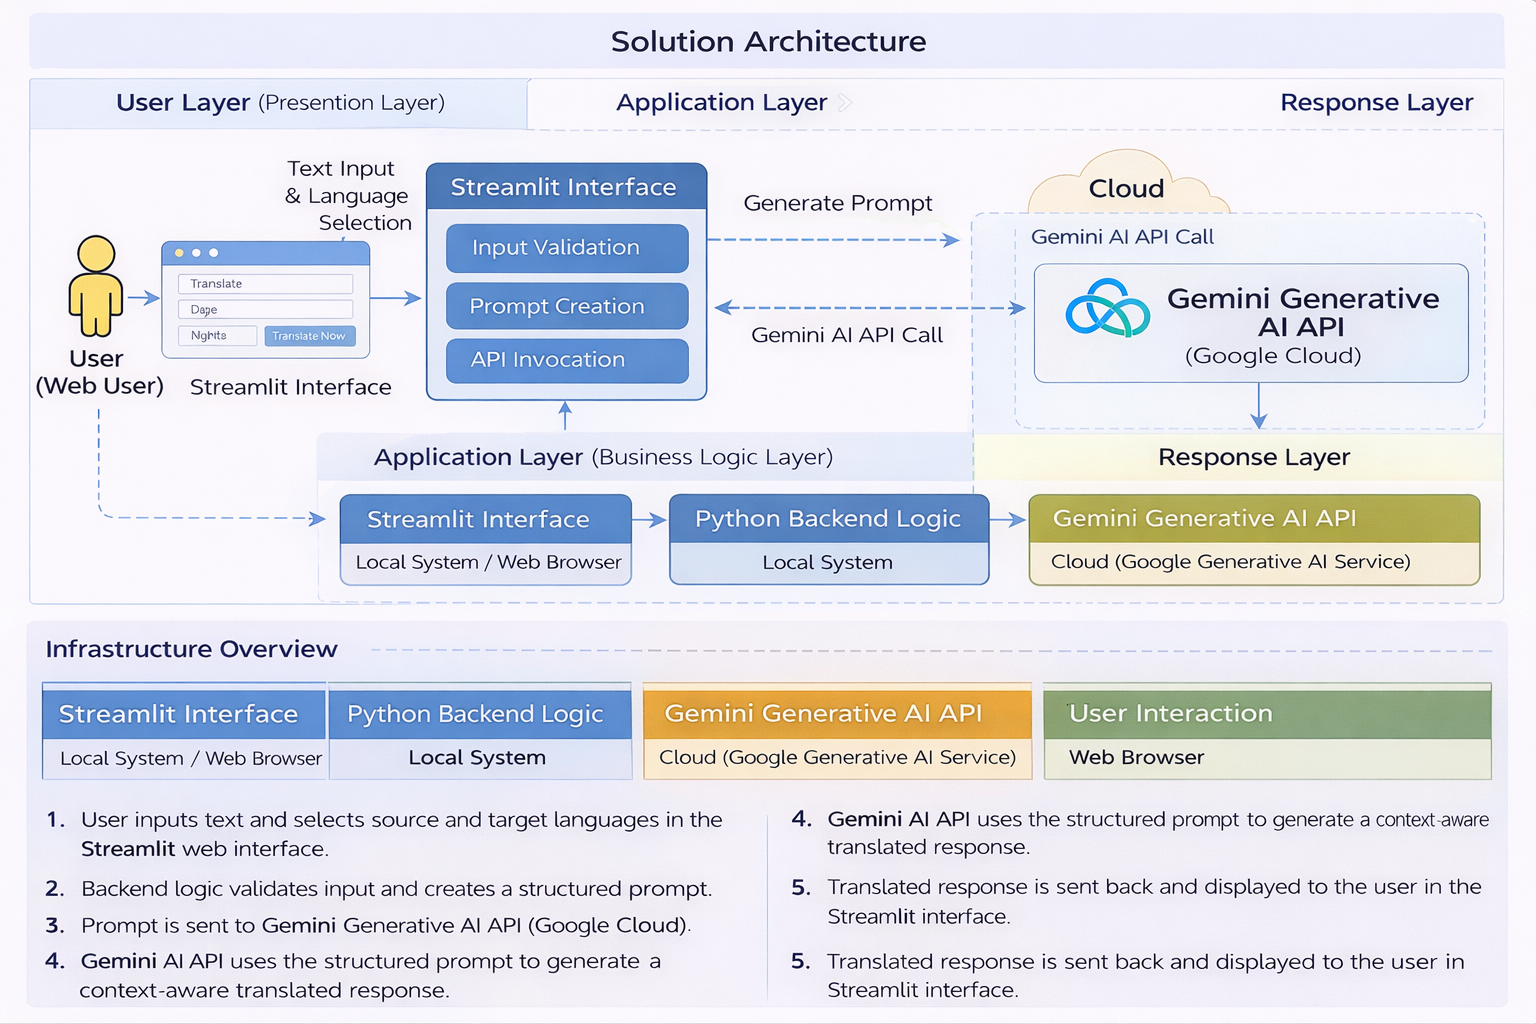 Solution Architecture
User Layer (Presention Layer)
Application Layer
Response Layer
Text Input
& Language
Selection
Streamlit Interface
Input Validation
Prompt Creation
API Invocation
Generate Prompt
Gemini AI API Call
Cloud
Gemini AI API Call
Gemini Generative
AI API
(Google Cloud)
Translate
Translate Now
User
(Web User)
Streamlit Interface
Application Layer (Business Logic Layer)
Response Layer
Streamlit Interface
Local System / Web Browser
Python Backend Logic
Local System
Gemini Generative AI API
Cloud (Google Generative AI Service)
Infrastructure Overview
Streamlit Interface
Local System / Web Browser
Python Backend Logic
Local System
Gemini Generative AI API
Cloud (Google Generative AI Service)
User Interaction
Web Browser
1. User inputs text and selects source and target languages in the
Streamlit web interface.
2. Backend logic validates input and creates a structured prompt.
3. Prompt is sent to Gemini Generative AI API (Google Cloud).
4. Gemini AI API uses the structured prompt to generate a
context-aware translated response.
4. Gemini AI API uses the structured prompt to generate a context-aware
translated response.
5. Translated response is sent back and displayed to the user in the
Streamlit interface.
5. Translated response is sent back and displayed to the user in
Streamlit interface.